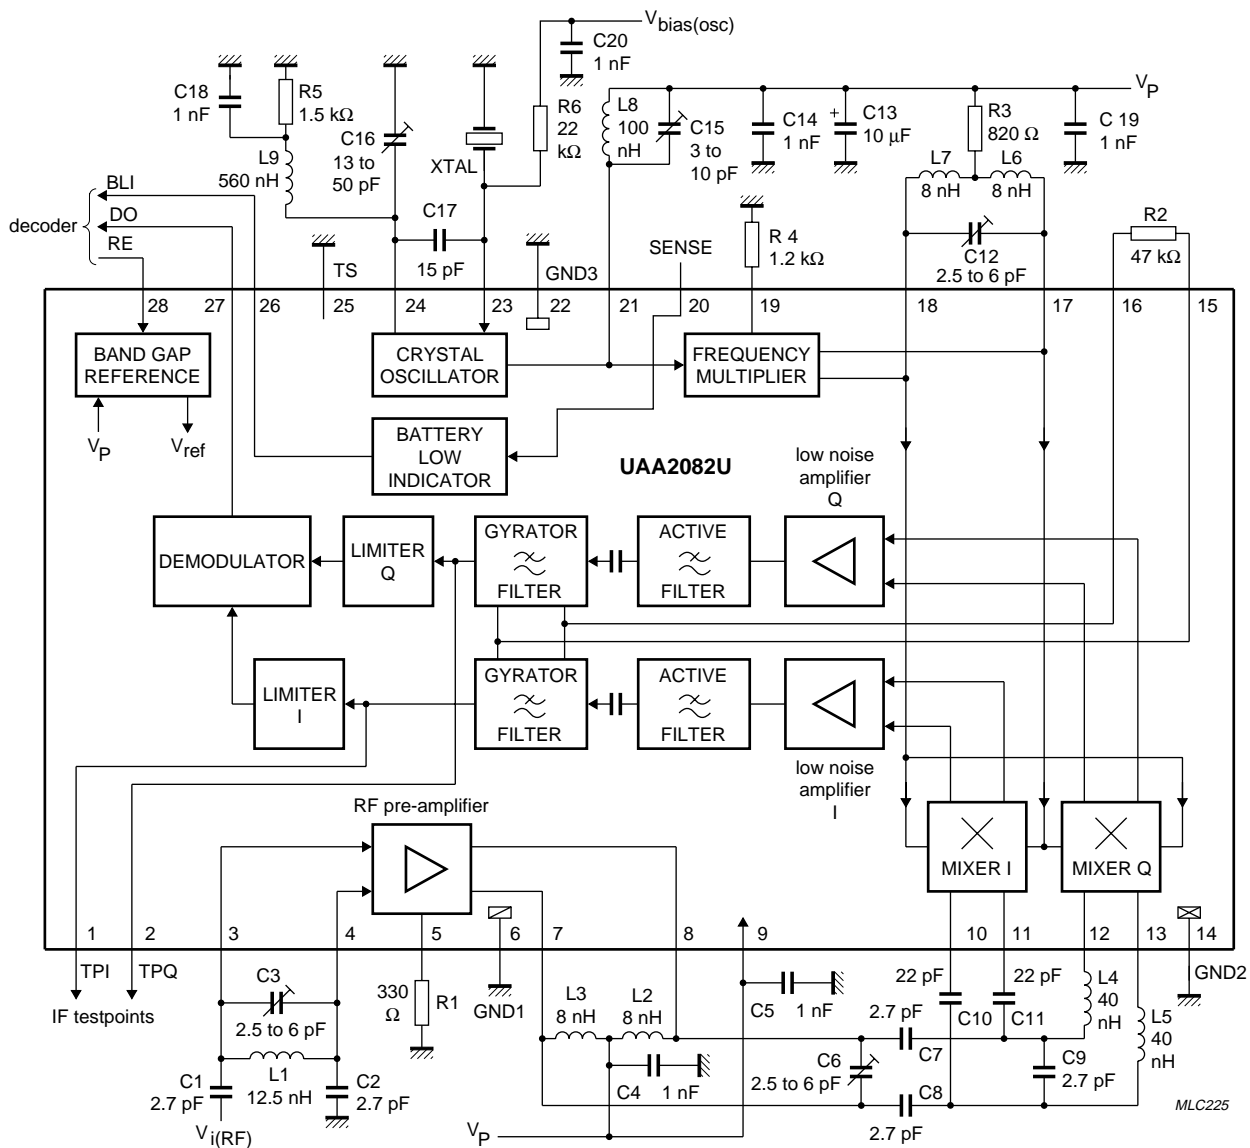 Vbias(osc)
C20
1 nF
C18
1 nF
R5
1.5 kΩ
C16
13 to
50 pF
XTAL
R6
22
kΩ
L8
100
nH
C15
3 to
10 pF
C14
1 nF
+
C13
10 μF
VP
R3
820 Ω
C 19
1 nF
L9
560 nH
L7
8 nH
L6
8 nH
BLI
decoder
DO
RE
C17
15 pF
TS
GND3
SENSE
R 4
1.2 kΩ
C12
2.5 to 6 pF
R2
47 kΩ
28
27
26
25
24
23
22
21
20
19
18
17
16
15
BAND GAP
REFERENCE
VP
Vref
CRYSTAL
OSCILLATOR
FREQUENCY
MULTIPLIER
BATTERY
LOW
INDICATOR
UAA2082U
low noise
amplifier
Q
DEMODULATOR
LIMITER
Q
GYRATOR
FILTER
ACTIVE
FILTER
LIMITER
I
GYRATOR
FILTER
ACTIVE
FILTER
low noise
amplifier
I
RF pre-amplifier
MIXER I
MIXER Q
1
2
3
4
5
6
7
8
9
10
11
12
13
14
TPI
TPQ
IF testpoints
C3
2.5 to 6 pF
L1
12.5 nH
C1
2.7 pF
C2
2.7 pF
Vi(RF)
330
Ω
R1
GND1
L3
8 nH
L2
8 nH
C4
1 nF
VP
C5
1 nF
C6
2.5 to 6 pF
2.7 pF
C7
C8
2.7 pF
22 pF
C10
22 pF
C11
C9
2.7 pF
L4
40
nH
L5
40
nH
GND2
MLC225